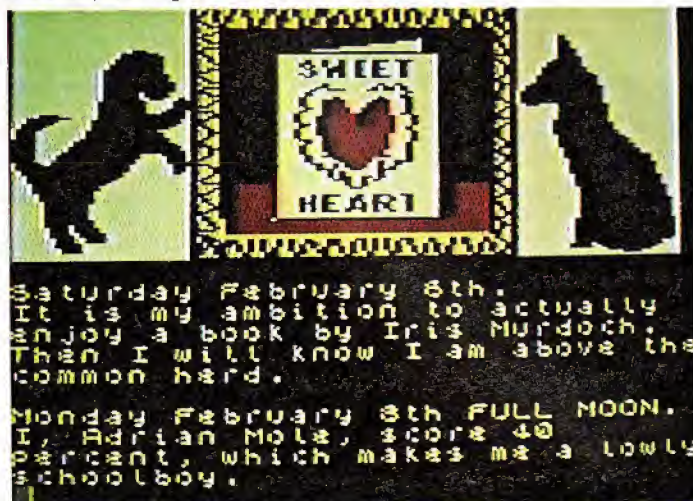 SWEET
HEART
Saturday February 6th.
It is my ambition to actually
enjoy a book by Iris Murdoch.
Then I will know I am above the
common herd.
Monday February 8th FULL MOON.
I, Adrian Mole, score 40
percent, which makes me a lowly
schoolboy.